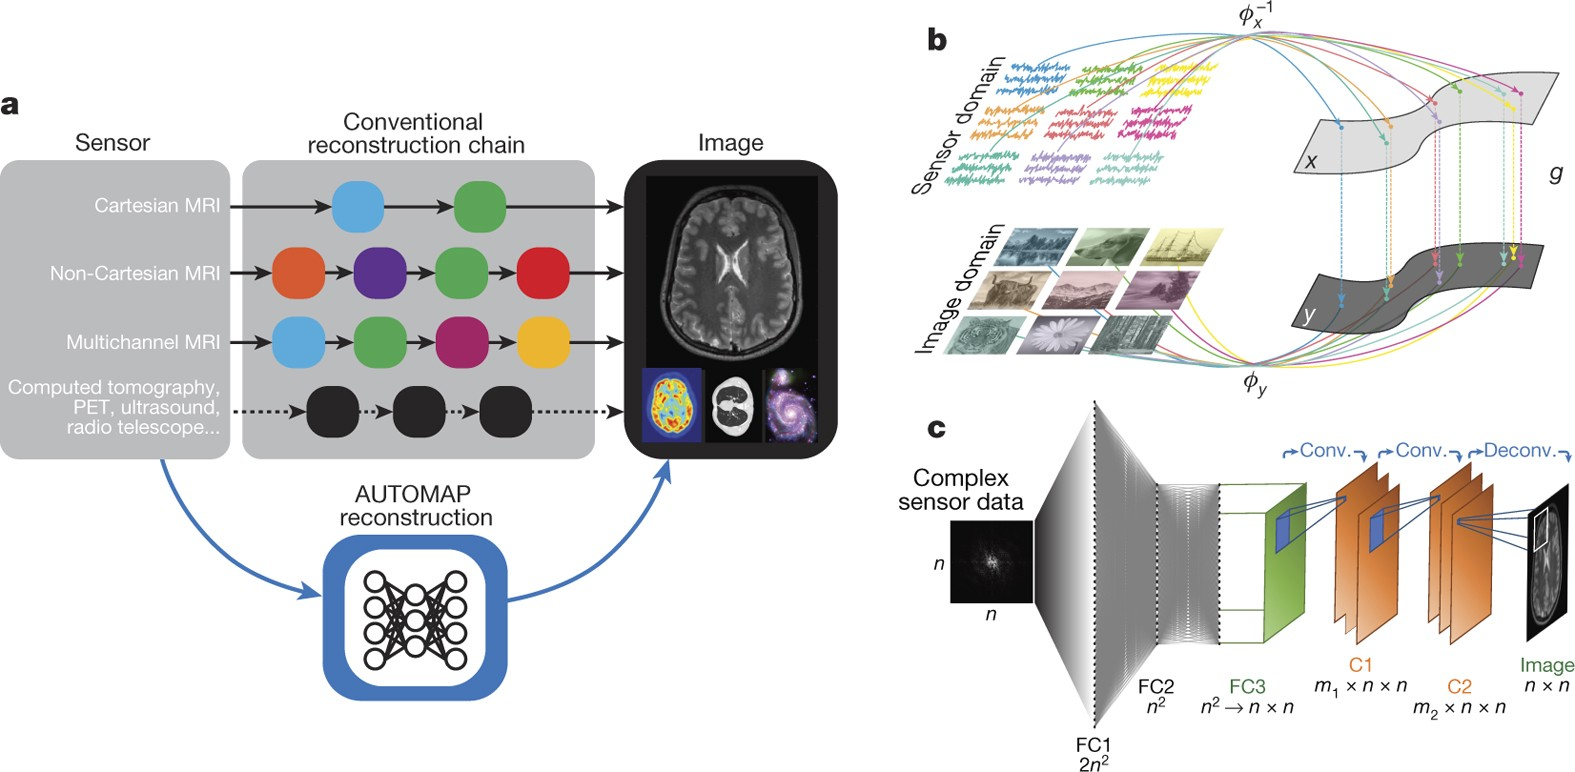 a
Sensor
Conventional
reconstruction chain
Image
Cartesian MRI
Non-Cartesian MRI
Multichannel MRI
Computed tomography,
PET, ultrasound,
radio telescope...
AUTOMAP
reconstruction
b
Sensor domain
Image domain
ϕx⁻¹
x
g
y
ϕy
c
Complex
sensor data
n
n
FC1
2n²
FC2
n²
FC3
n² → n × n
Conv.
Conv.
Deconv.
C1
m₁ × n × n
C2
m₂ × n × n
Image
n × n